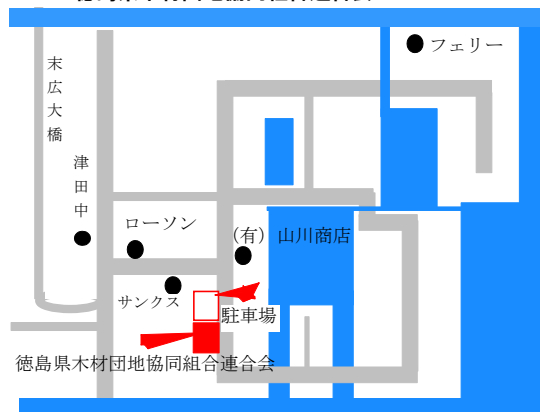 フェリー
末広大橋
津田中
ローソン
(有) 山川商店
サンクス
駐車場
徳島県木材団地協同組合連合会